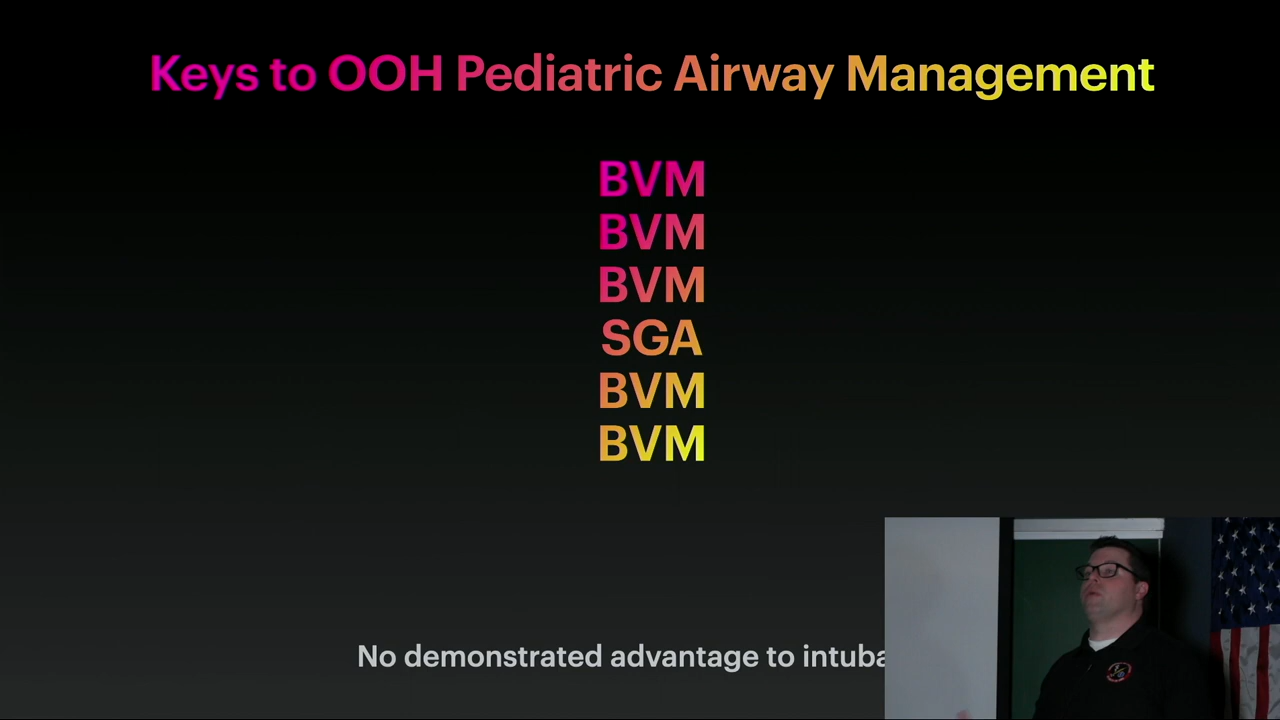 Keys to OOH Pediatric Airway Management
BVM
BVM
BVM
SGA
BVM
BVM
No demonstrated advantage to